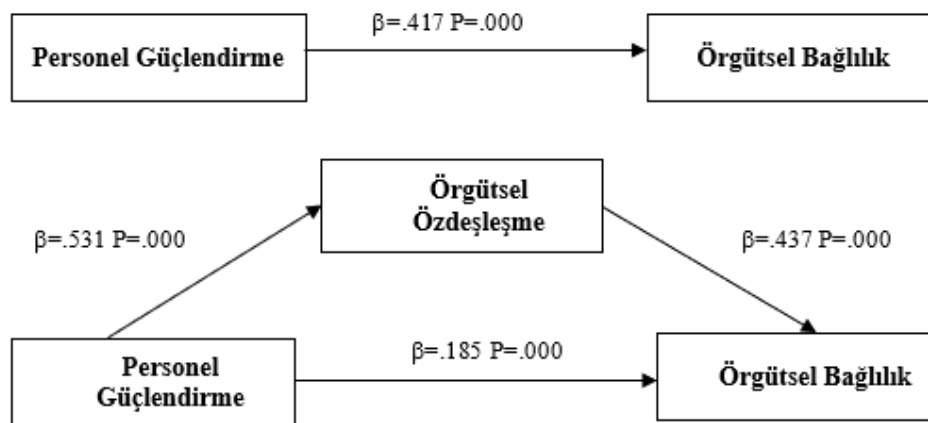 β=.417 P=.000
Personel Güçlendirme
Örgütsel Bağlılık
Örgütsel
Özdeşleşme
β=.531 P=.000
β=.437 P=.000
β=.185 P=.000
Personel
Güçlendirme
Örgütsel Bağlılık